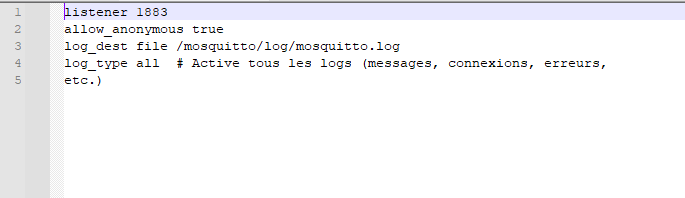 1 listener 1883
2 allow_anonymous true
3 log_dest file /mosquitto/log/mosquitto.log
4 log_type all  # Active tous les logs (messages, connexions, erreurs,
5 etc.)